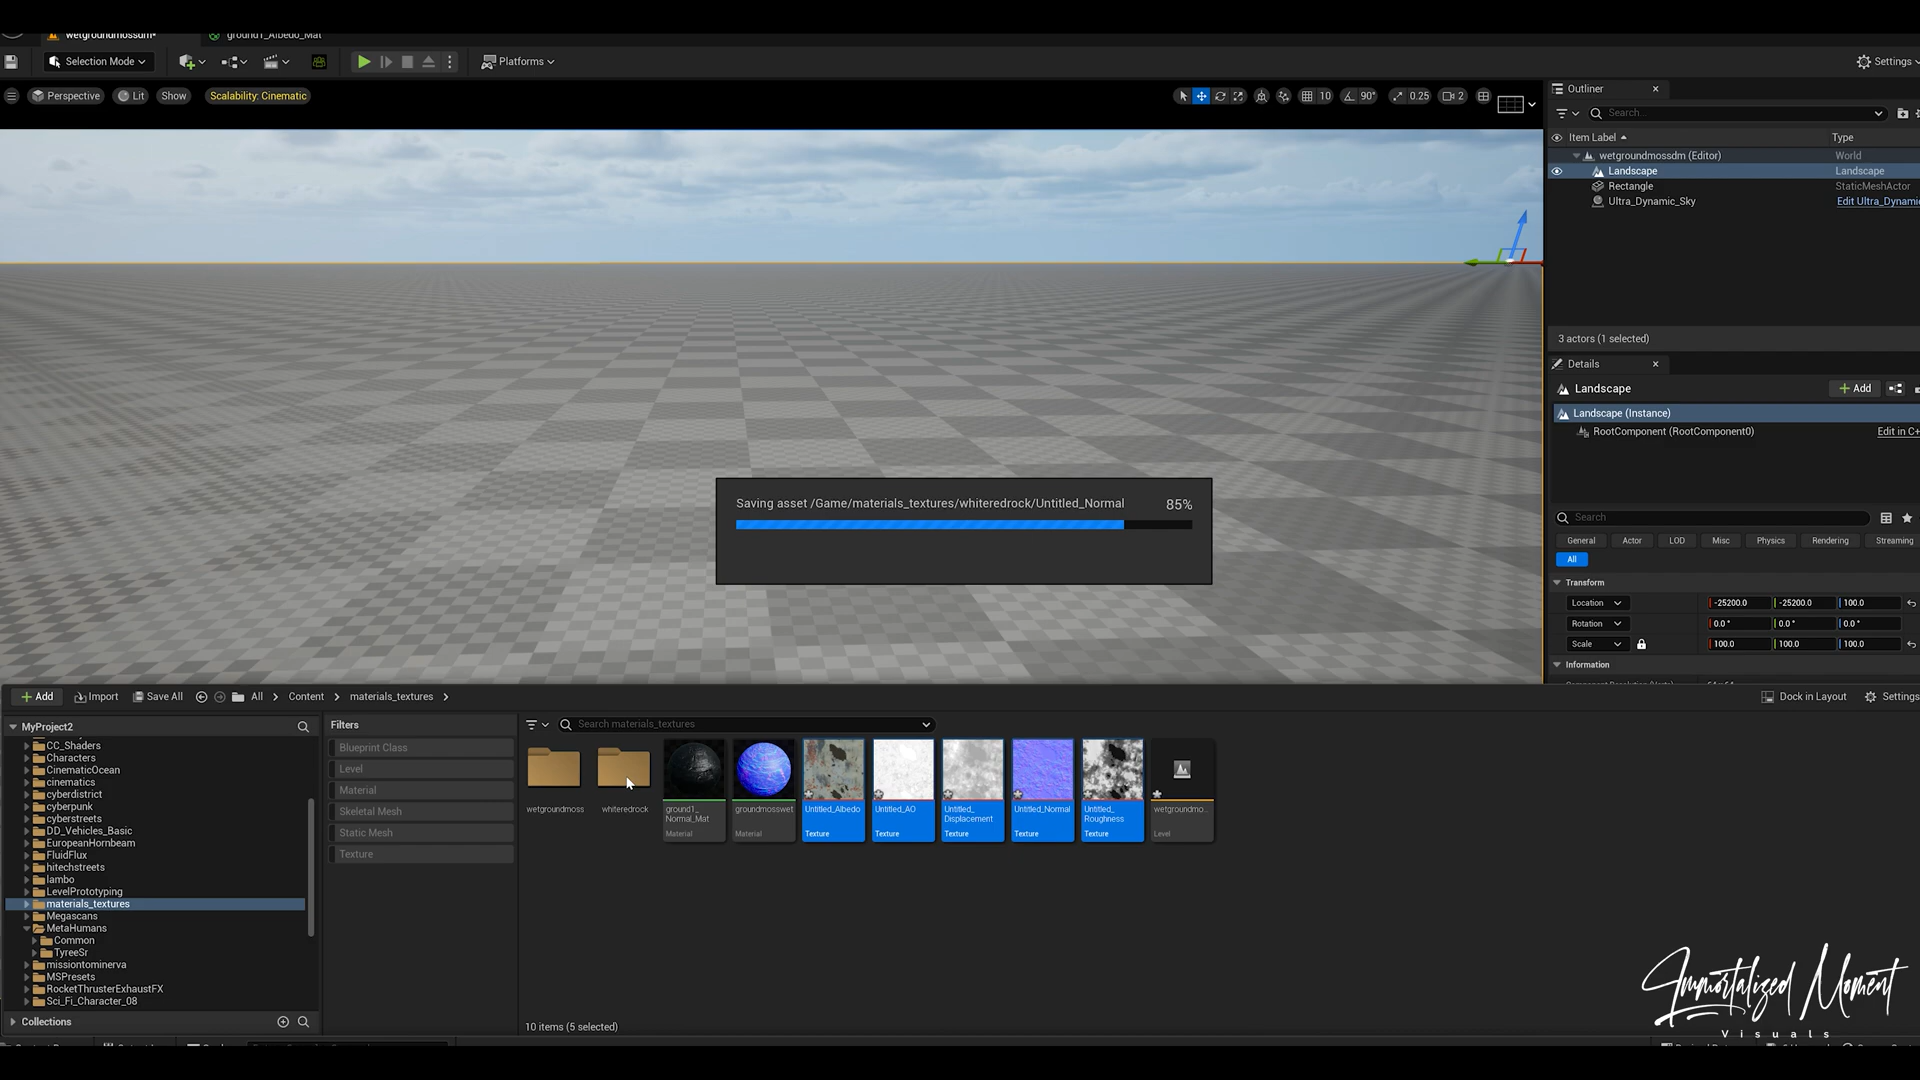 wetgroundmossdm*
ground1_Albedo_Mat
Selection Mode
Platforms
Settings
Perspective
Lit
Show
Scalability: Cinematic
10
90°
0.25
2
Outliner
Search...
Item Label
Type
wetgroundmossdm (Editor)
World
Landscape
Landscape
Rectangle
StaticMeshActor
Ultra_Dynamic_Sky
Edit Ultra_Dynami
3 actors (1 selected)
Details
Landscape
Add
Landscape (Instance)
RootComponent (RootComponent0)
Edit in C+
Search
General
Actor
LOD
Misc
Physics
Rendering
Streaming
All
Transform
Location
-25200.0
-25200.0
100.0
Rotation
0.0 °
0.0 °
0.0 °
Scale
100.0
100.0
100.0
Information
Saving asset /Game/materials_textures/whiteredrock/Untitled_Normal
85%
Add
Import
Save All
All
Content
materials_textures
Dock in Layout
Settings
MyProject2
CC_Shaders
Characters
CinematicOcean
cinematics
cyberdistrict
cyberpunk
cyberstreets
DD_Vehicles_Basic
EuropeanHornbeam
FluidFlux
hitechstreets
lambo
LevelPrototyping
materials_textures
Megascans
MetaHumans
Common
TyreeSr
missiontominerva
MSPresets
RocketThrusterExhaustFX
Sci_Fi_Character_08
Collections
Filters
Blueprint Class
Level
Material
Skeletal Mesh
Static Mesh
Texture
Search materials_textures
wetgroundmoss
whiteredrock
ground1_
Normal_Mat
Material
groundmosswet
Material
Untitled_Albedo
Texture
Untitled_AO
Texture
Untitled_
Displacement
Texture
Untitled_Normal
Texture
Untitled_
Roughness
Texture
wetgroundmo...
Level
10 items (5 selected)
Immortalized Moment
Visuals